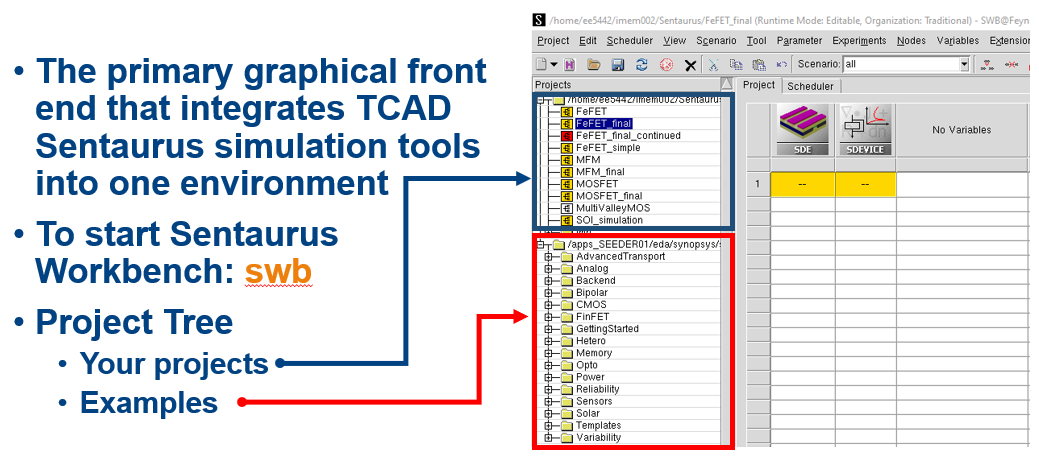 • The primary graphical front
end that integrates TCAD
Sentaurus simulation tools
into one environment
• To start Sentaurus
Workbench: swb
• Project Tree
• Your projects
• Examples
S /home/ee5442/imem002/Sentaurus/FeFET_final (Runtime Mode: Editable, Organization: Traditional) - SWB@Feyn
Project Edit Scheduler View Scenario Tool Parameter Experiments Nodes Variables Extension
Scenario: all
Projects
/home/ee5442/imem002/Sentaurus
FeFET
FeFET_final
FeFET_final_continued
FeFET_simple
MFM
MFM_final
MOSFET
MOSFET_final
MultiValleyMOS
SOI_simulation
/apps_SEEDER01/eda/synopsys/s
AdvancedTransport
Analog
Backend
Bipolar
CMOS
FinFET
GettingStarted
Hetero
Memory
Opto
Power
Reliability
Sensors
Solar
Templates
Variability
Project Scheduler
SDE SDEVICE No Variables
1 -- --